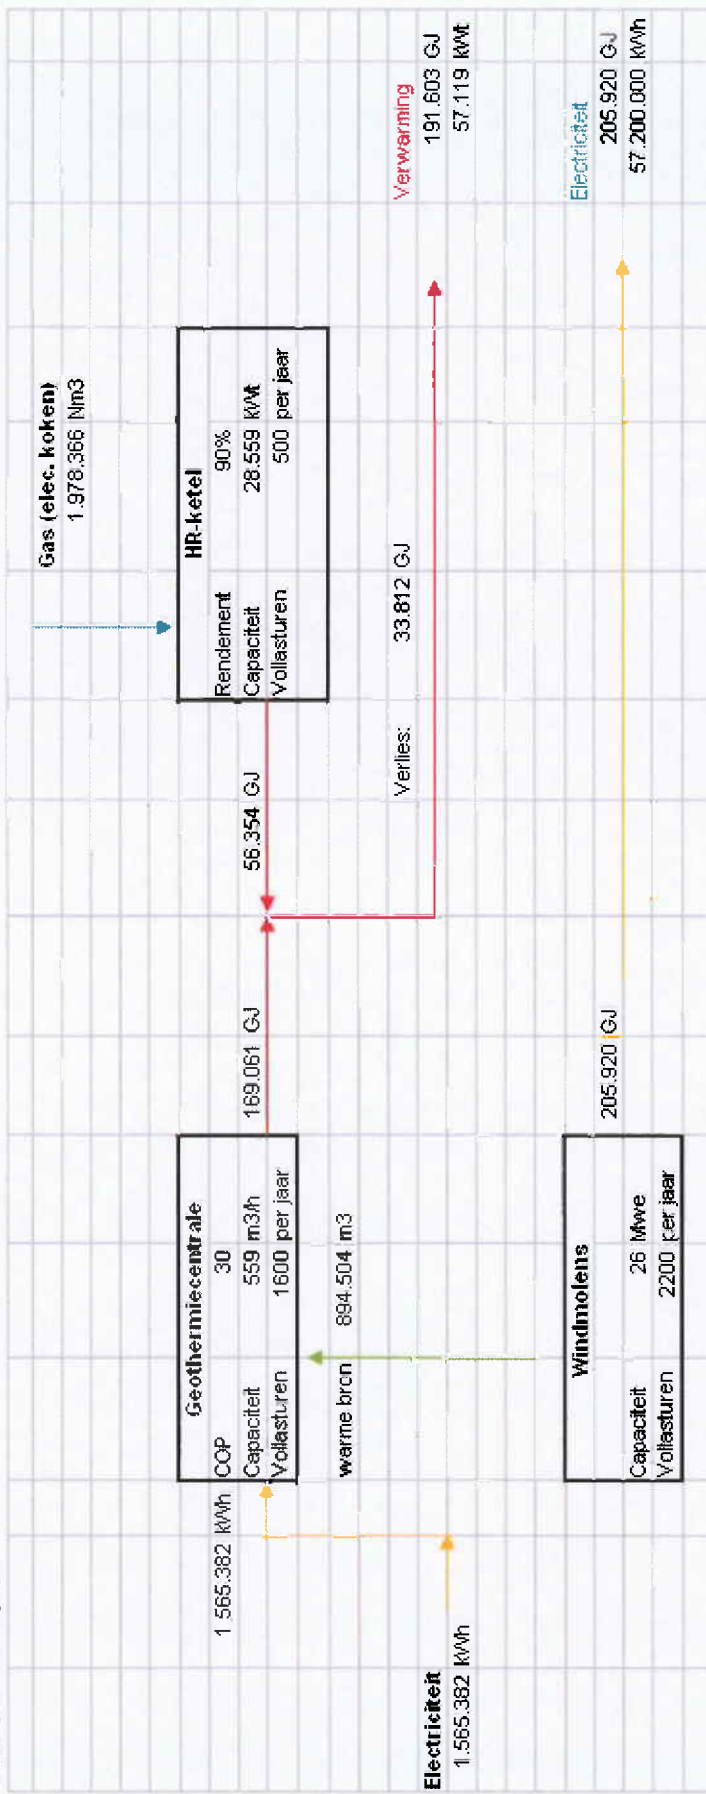 Gas (elec. koken)
1.978.366 Nm3
HR-ketel
Rendement 90%
Capaciteit 28.559 kWt
Vollasturen 500 per jaar
Geothermiecentrale
1.565.382 kWh COP 30
Capaciteit 559 m3/h
Vollasturen 1600 per jaar
169.061 GJ
56.354 GJ
warme bron 894.504 m3
Verlies: 33.812 GJ
Verwarming
191.603 GJ
57.119 kWt
Electriciteit
1.565.382 kWh
Windmolens
Capaciteit 26 Mwe
Vollasturen 2200 per jaar
205.920 GJ
Electriciteit
205.920 GJ
57.200.000 kWh